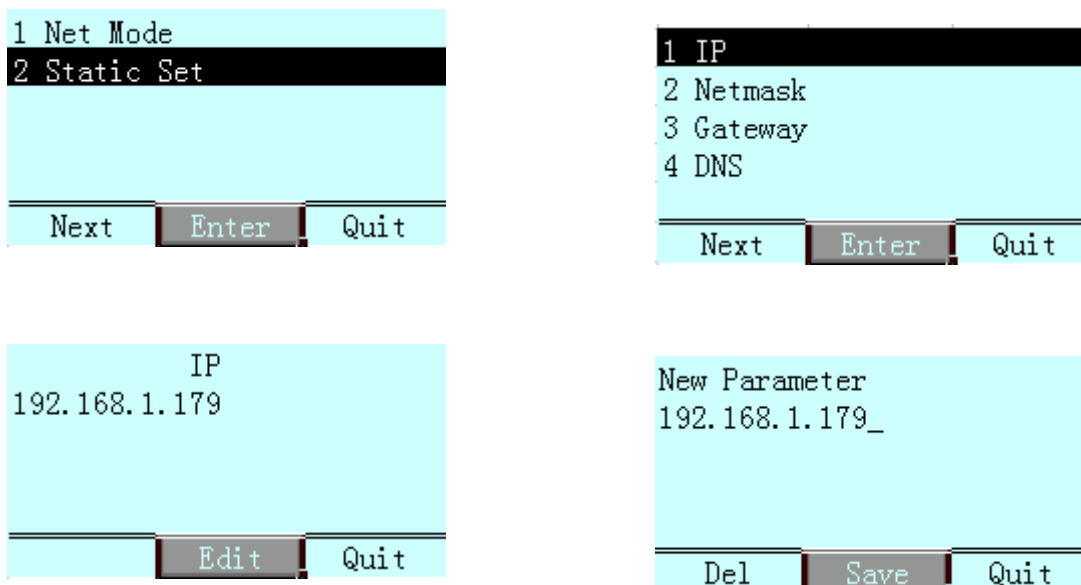 1 Net Mode
2 Static Set
Next Enter Quit
1 IP
2 Netmask
3 Gateway
4 DNS
Next Enter Quit
IP
192.168.1.179
Edit Quit
New Parameter
192.168.1.179_
Del Save Quit